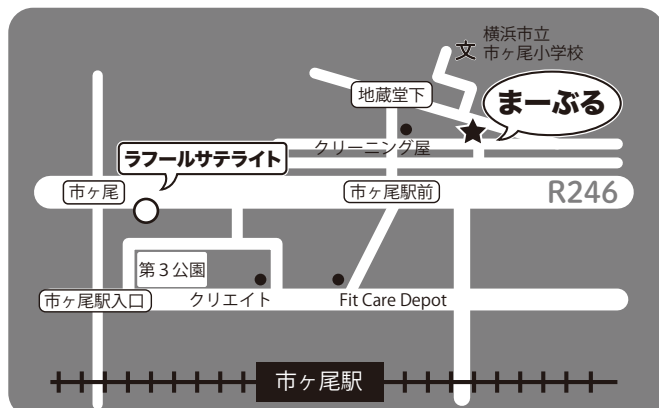 横浜市立
市ヶ尾小学校
文
地蔵堂下
まーぶる
クリーニング屋
ラフールサテライト
市ヶ尾
市ヶ尾駅前
R246
第3公園
市ヶ尾駅入口
クリエイト
Fit Care Depot
市ヶ尾駅